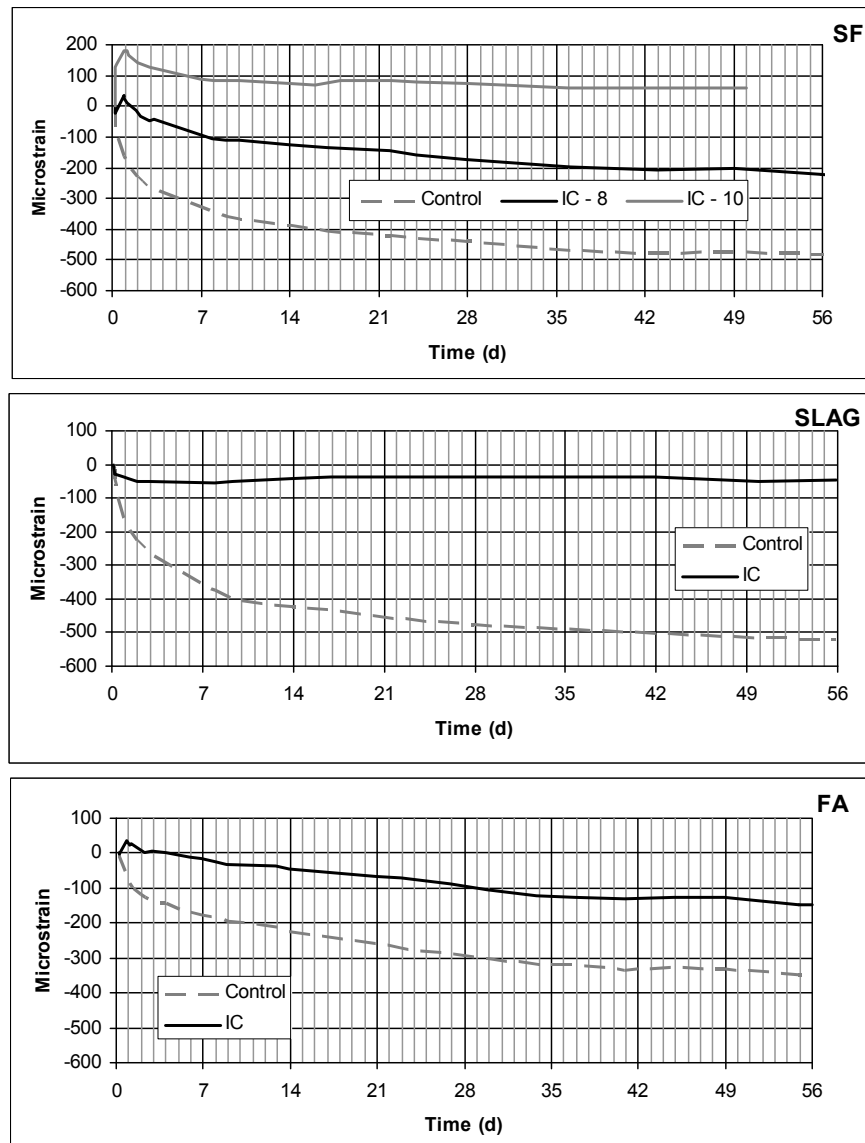 SF
200
100
0
-100
-200
-300
-400
-500
-600
Microstrain
Control IC - 8 IC - 10
0 7 14 21 28 35 42 49 56
Time (d)
SLAG
100
0
-100
-200
-300
-400
-500
-600
Microstrain
Control
IC
0 7 14 21 28 35 42 49 56
Time (d)
FA
100
0
-100
-200
-300
-400
-500
-600
Microstrain
Control
IC
0 7 14 21 28 35 42 49 56
Time (d)